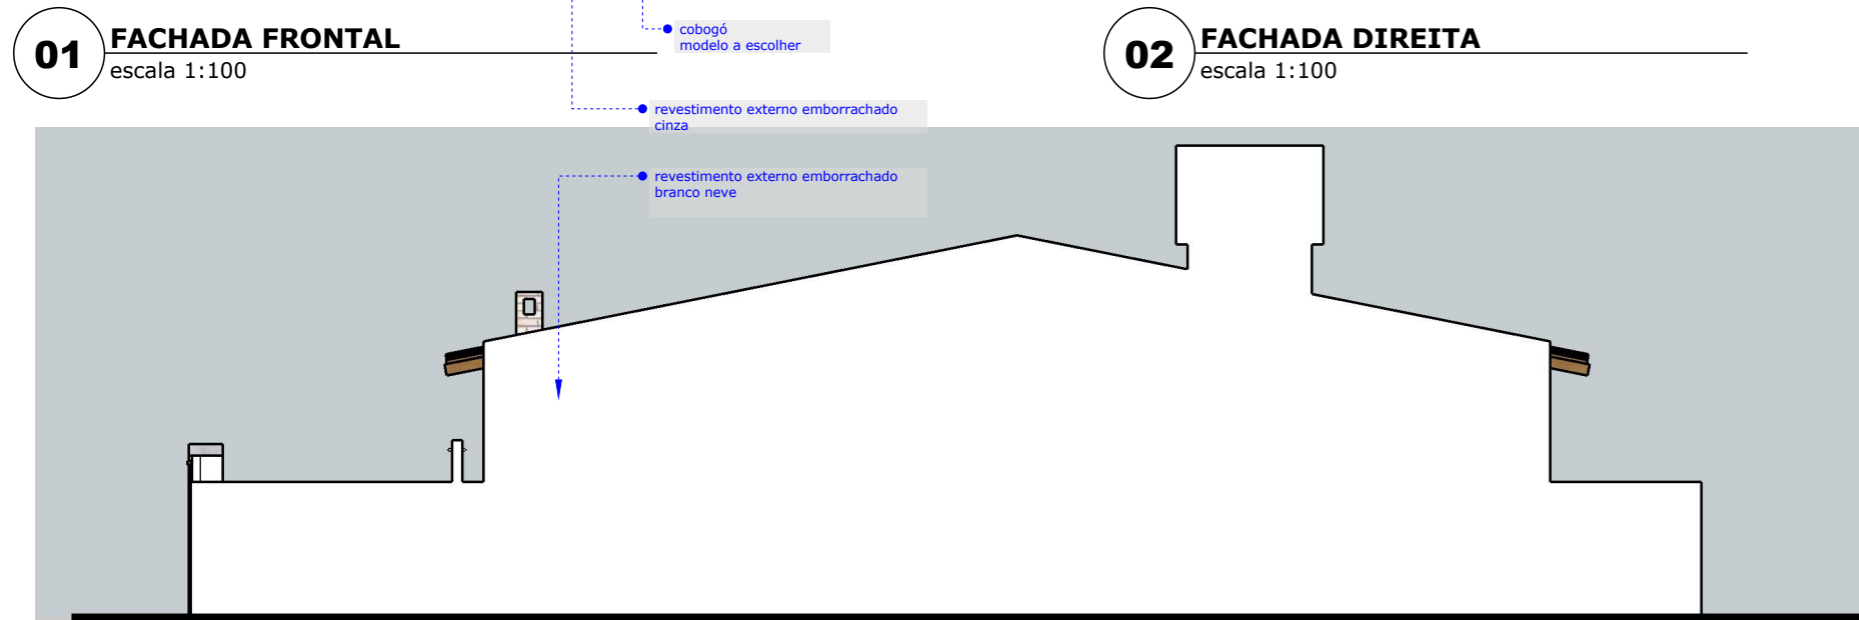 01
FACHADA FRONTAL
escala 1:100
cobogó
modelo a escolher
02
FACHADA DIREITA
escala 1:100
revestimento externo emborrachado
cinza
revestimento externo emborrachado
branco neve